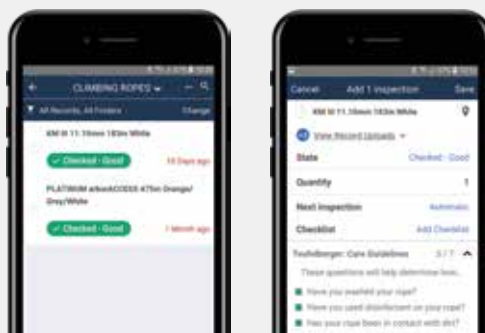 CLIMBING ROPES
All Records, All Folders Change
KM III 11.10mm 183m White
Checked - Good
10 Days ago
PLATINUM arborACCESS 475m Orange/
Grey/White
Checked - Good
1 Month ago
Cancel Add 1 Inspection Save
KM III 11.10mm 183m White
View Record Uploads
State Checked - Good
Quantity 1
Next Inspection Automatic
Checklist Add Checklist
Teufelberger: Care Guidelines
These questions will help determine how...
Have you washed your rope?
Have you used disinfectant on your rope?
Has your rope been in contact with dirt?